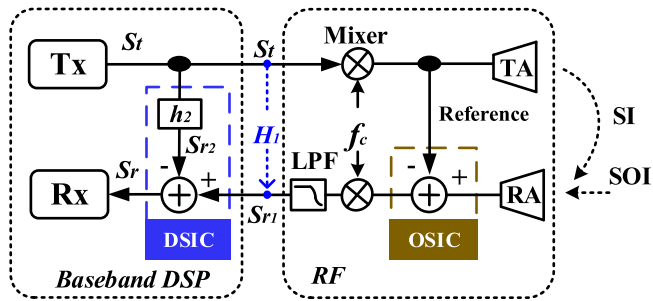 St St Mixer
Tx TA
h2 Reference SI
Sr2 H1 fc
LPF SOI
Sr - + - +
Rx + + RA
Sr1
DSIC OSIC
Baseband DSP RF